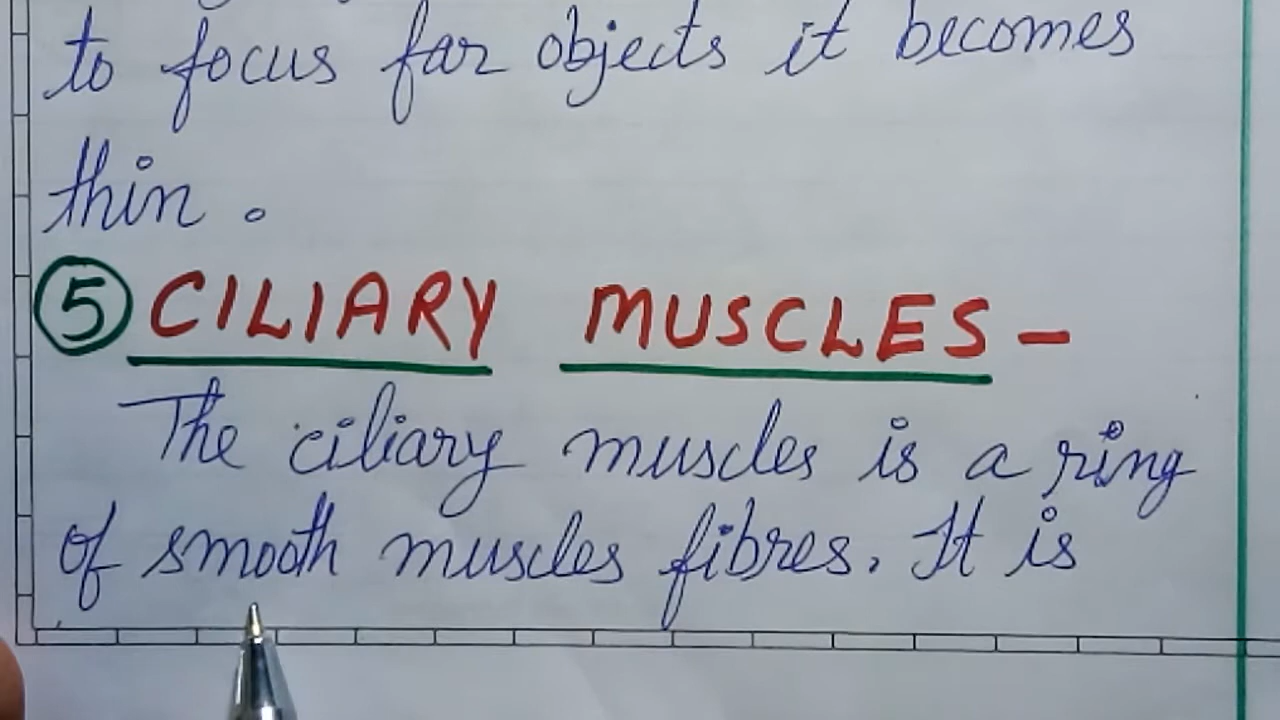 to focus far objects it becomes
thin.
⑤ CILIARY MUSCLES -
The ciliary muscles is a ring
of smooth muscles fibres. It is